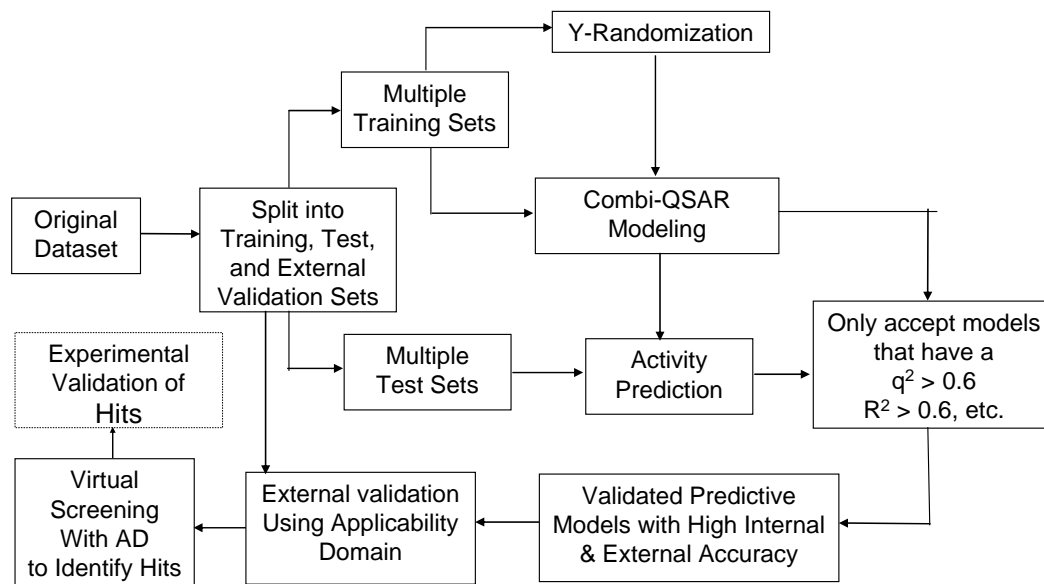 Y-Randomization
Multiple
Training Sets
Original
Dataset
Split into
Training, Test,
and External
Validation Sets
Combi-QSAR
Modeling
Experimental
Validation of
Hits
Multiple
Test Sets
Activity
Prediction
Only accept models
that have a
q² > 0.6
R² > 0.6, etc.
Virtual
Screening
With AD
to Identify Hits
External validation
Using Applicability
Domain
Validated Predictive
Models with High Internal
& External Accuracy